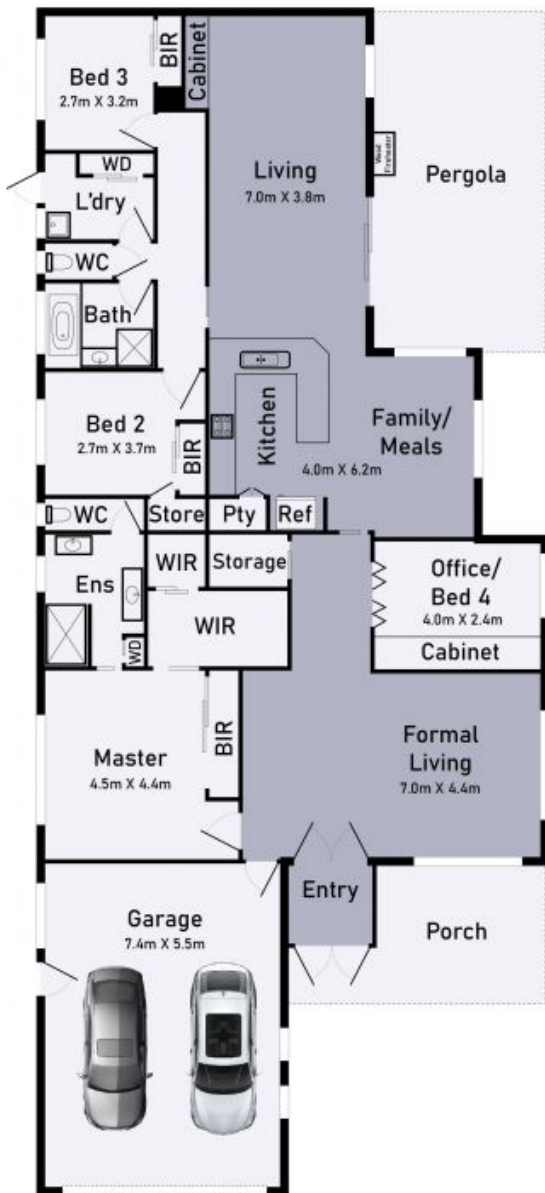 Bed 3
2.7m X 3.2m
BIR
Cabinet
WD
L'dry
WC
Bath
Living
7.0m X 3.8m
Wood
Fireheater
Pergola
Bed 2
2.7m X 3.7m
BIR
Kitchen
Family/
Meals
4.0m X 6.2m
WC
Store
Pty
Ref
Ens
WIR
Storage
WIR
WD
Office/
Bed 4
4.0m X 2.4m
Cabinet
Master
4.5m X 4.4m
BIR
Formal
Living
7.0m X 4.4m
Entry
Porch
Garage
7.4m X 5.5m